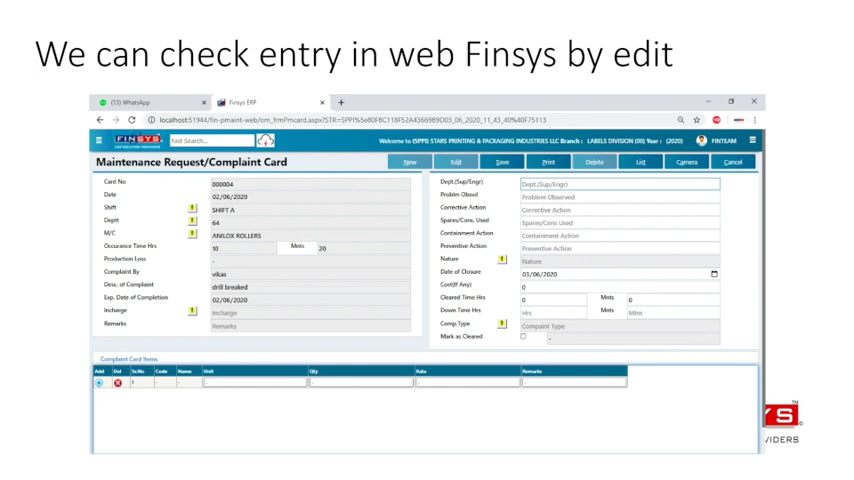 We can check entry in web Finsys by edit
(13) WhatsApp
Finsys ERP
localhost:51944/fin-pmaint-web/om_frmPmcard.aspx?STR=SPPI%5e80FBC118F52A43669B9D03_06_2020_11_43_40%40F75113
FINSYS
ERP SOLUTION PROVIDERS
Fast Search...
Welcome to (SPPI) STARS PRINTING & PACKAGING INDUSTRIES LLC Branch : LABELS DIVISION (00) Year : (2020)
FINTEAM
Maintenance Request/Complaint Card
New Edit Save Print Delete List Camera Cancel
Card No 000004
Date 02/06/2020
Shift SHIFT A
Deptt 64
M/C ANILOX ROLLERS
Occurance Time Hrs 10 Mnts 20
Production Loss -
Complaint By vikas
Desc. of Complaint drill breaked
Exp. Date of Completion 02/06/2020
Incharge Incharge
Remarks Remarks
Dept.(Sup/Engr) Dept.(Sup/Engr)
Problm Obsvd Problem Observed
Corrective Action Corrective Action
Spares/Cons. Used Spares/Cons Used
Containment Action Containment Action
Preventive Action Preventive Action
Nature Nature
Date of Closure 03/06/2020
Cost(If Any) 0
Cleared Time Hrs 0 Mnts 0
Down Time Hrs Hrs Mnts Mins
Comp.Type Compaint Type
Mark as Cleared -
Complaint Card Items
Add Del Sr.No Code Name Unit Qty Rate Remarks
1 - - - - - -
YS
TM
VIDERS